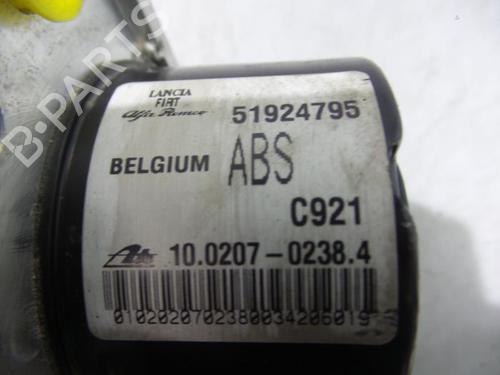 LANCIA
FIAT
Alfa Romeo 51924795
BELGIUM ABS
C921
Ate 10.0207-0238.4
0102020702380034206019
B-PARTS